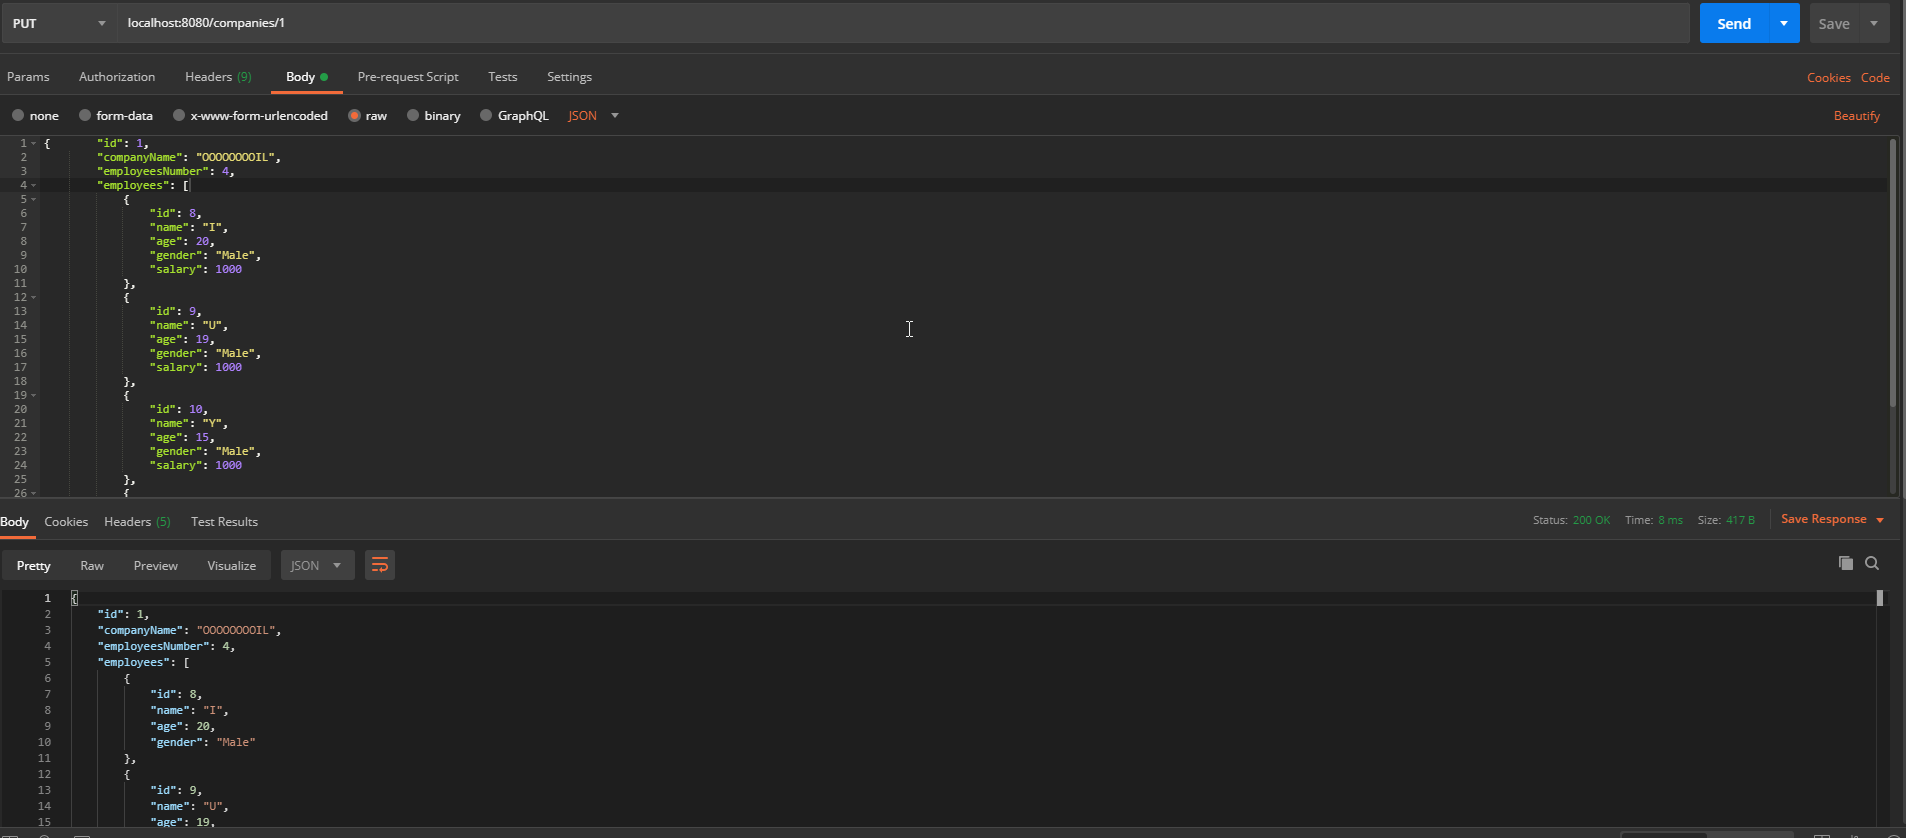 PUT localhost:8080/companies/1 Send Save
Params Authorization Headers (9) Body Pre-request Script Tests Settings Cookies Code
none form-data x-www-form-urlencoded raw binary GraphQL JSON Beautify
1 { "id": 1,
2 "companyName": "OOOOOOOOIL",
3 "employeesNumber": 4,
4 "employees": [
5 {
6 "id": 8,
7 "name": "I",
8 "age": 20,
9 "gender": "Male",
10 "salary": 1000
11 },
12 {
13 "id": 9,
14 "name": "U",
15 "age": 19,
16 "gender": "Male",
17 "salary": 1000
18 },
19 {
20 "id": 10,
21 "name": "Y",
22 "age": 15,
23 "gender": "Male",
24 "salary": 1000
25 },
26 {
Body Cookies Headers (5) Test Results Status: 200 OK Time: 8 ms Size: 417 B Save Response
Pretty Raw Preview Visualize JSON
1 {
2 "id": 1,
3 "companyName": "OOOOOOOOIL",
4 "employeesNumber": 4,
5 "employees": [
6 {
7 "id": 8,
8 "name": "I",
9 "age": 20,
10 "gender": "Male"
11 },
12 {
13 "id": 9,
14 "name": "U",
15 "age": 19,